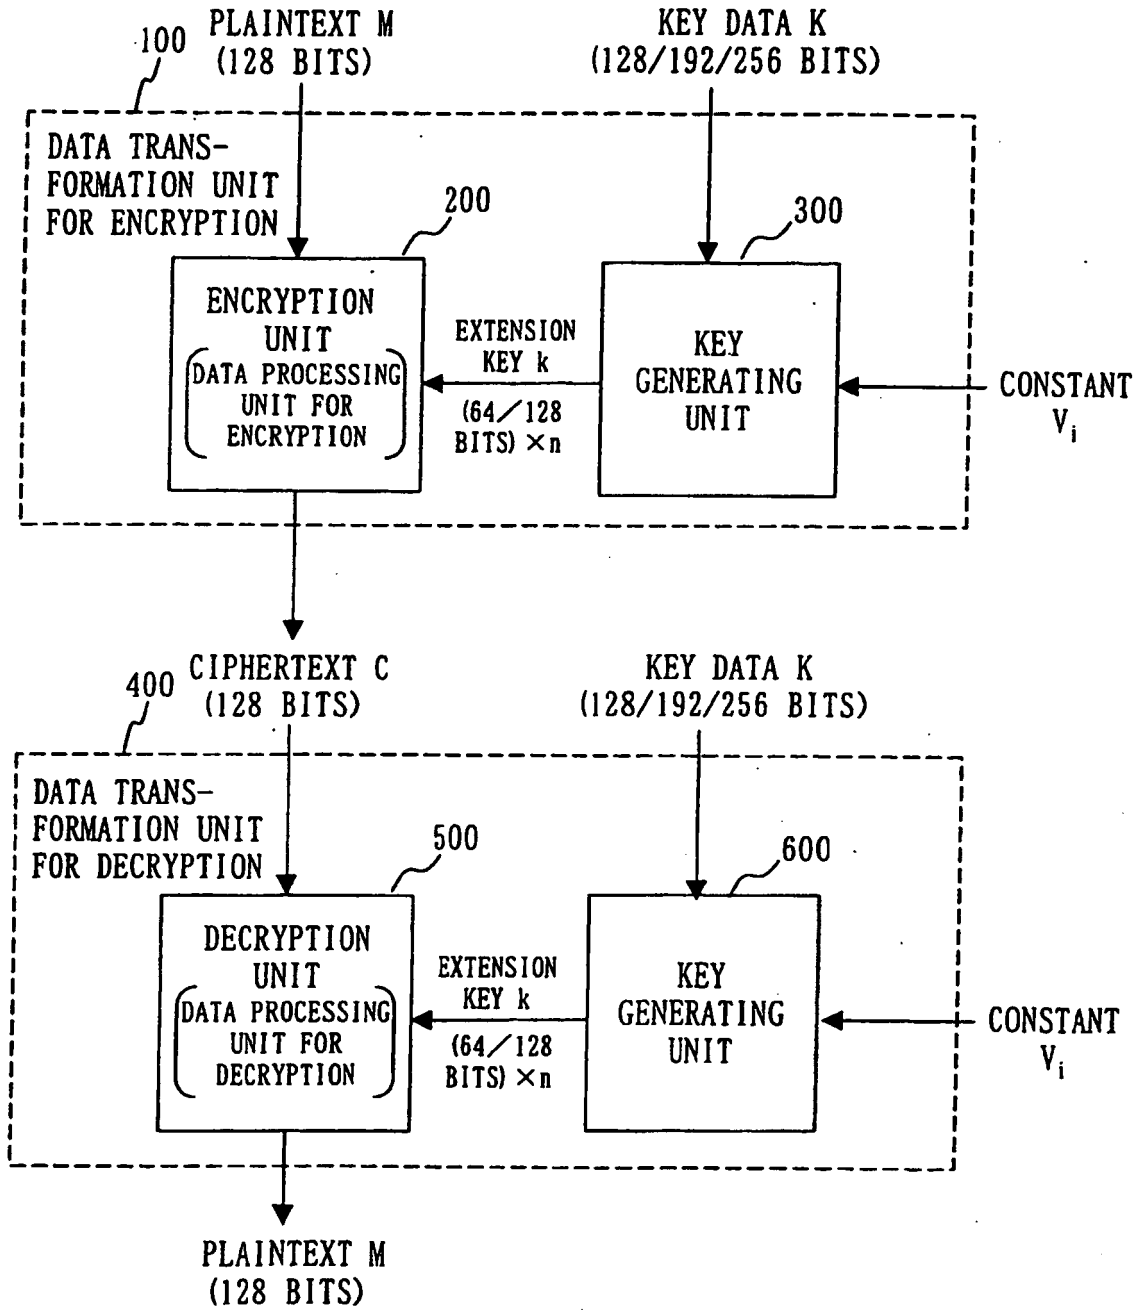 100
PLAINTEXT M
(128 BITS)
KEY DATA K
(128/192/256 BITS)
DATA TRANS-
FORMATION UNIT
FOR ENCRYPTION
200
300
ENCRYPTION
UNIT
(DATA PROCESSING
UNIT FOR
ENCRYPTION)
EXTENSION
KEY k
(64/128
BITS) ×n
KEY
GENERATING
UNIT
CONSTANT
Vi
CIPHERTEXT C
(128 BITS)
KEY DATA K
(128/192/256 BITS)
400
DATA TRANS-
FORMATION UNIT
FOR DECRYPTION
500
600
DECRYPTION
UNIT
(DATA PROCESSING
UNIT FOR
DECRYPTION)
EXTENSION
KEY k
(64/128
BITS) ×n
KEY
GENERATING
UNIT
CONSTANT
Vi
PLAINTEXT M
(128 BITS)